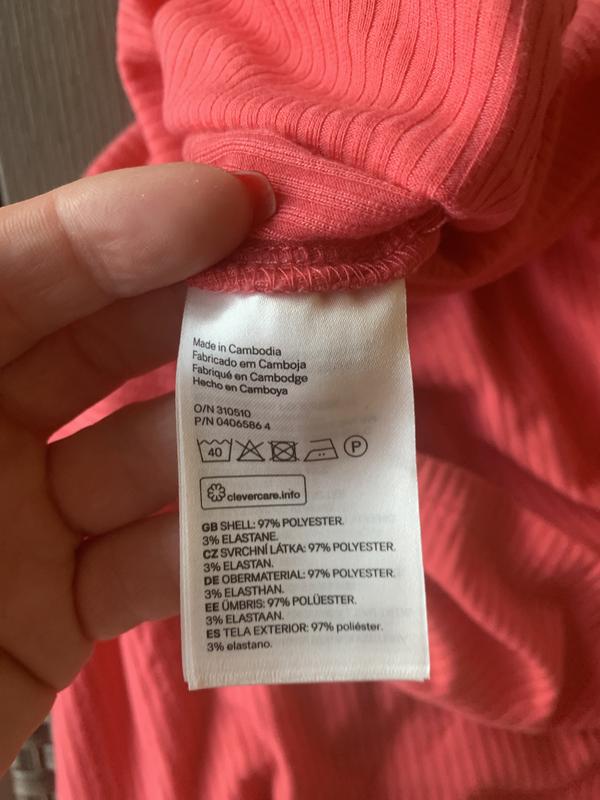 Made in Cambodia
Fabricado em Camboja
Fabriqué en Cambodge
Hecho en Camboya
O/N 310510
P/N 0406586 4
40 P
clevercare.info
GB SHELL: 97% POLYESTER.
3% ELASTANE.
CZ SVRCHNÍ LÁTKA: 97% POLYESTER.
3% ELASTAN.
DE OBERMATERIAL: 97% POLYESTER.
3% ELASTHAN.
EE ÜMBRIS: 97% POLÜESTER.
3% ELASTAAN.
ES TELA EXTERIOR: 97% poliéster.
3% elastano.